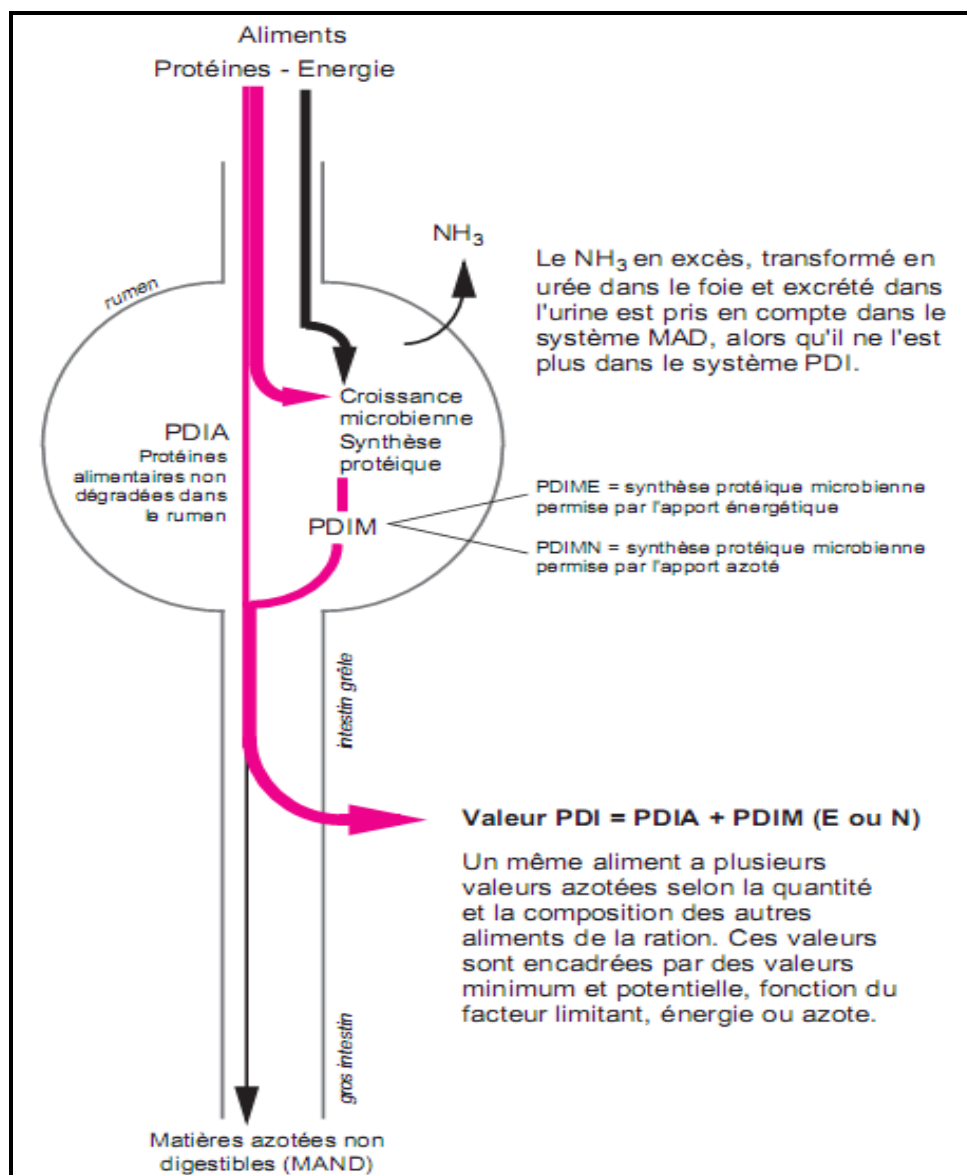 Aliments
Protéines - Energie
NH3
Le NH3 en excès, transformé en
urée dans le foie et excrété dans
l'urine est pris en compte dans le
système MAD, alors qu'il ne l'est
plus dans le système PDI.
rumen
Croissance
microbienne
Synthèse
protéique
PDIA
Protéines
alimentaires non
dégradées dans
le rumen
PDIM
PDIME = synthèse protéique microbienne
permise par l'apport énergétique
PDIMN = synthèse protéique microbienne
permise par l'apport azoté
intestin grêle
Valeur PDI = PDIA + PDIM (E ou N)
Un même aliment a plusieurs
valeurs azotées selon la quantité
et la composition des autres
aliments de la ration. Ces valeurs
sont encadrées par des valeurs
minimum et potentielle, fonction du
facteur limitant, énergie ou azote.
gros intestin
Matières azotées non
digestibles (MAND)